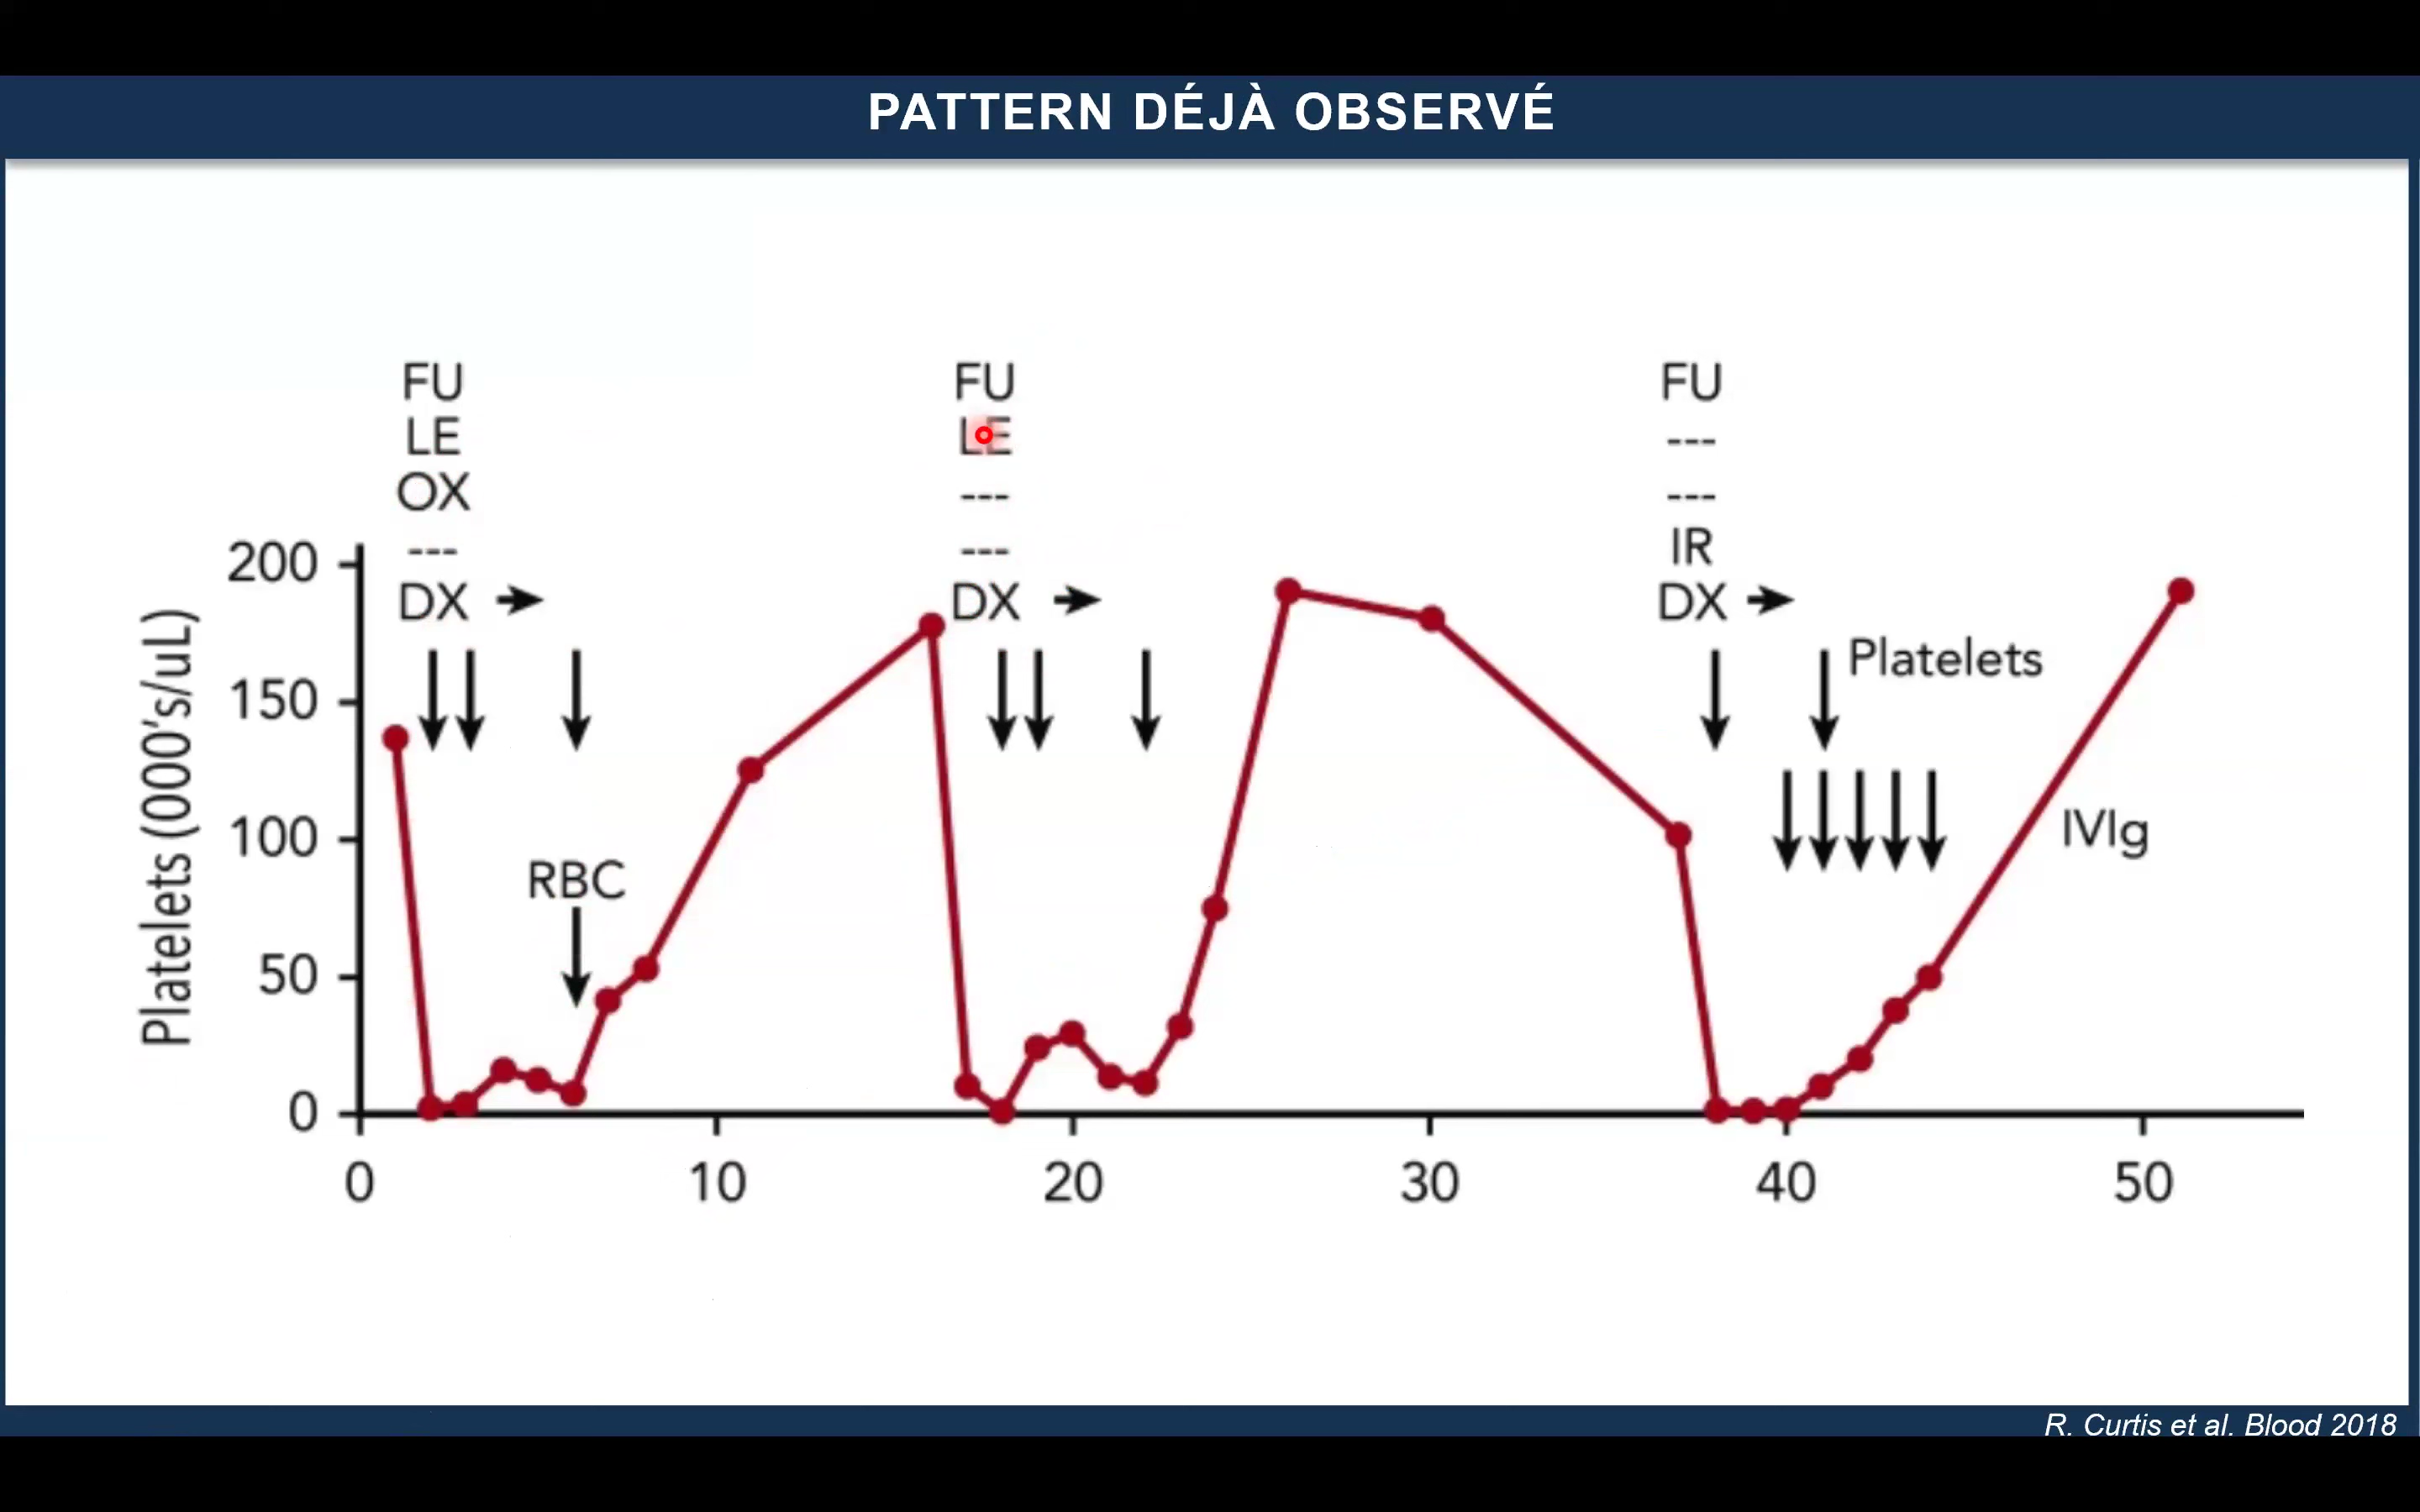 PATTERN DÉJÀ OBSERVÉ
FU
LE
OX
---
DX
FU
LE
---
---
DX
FU
---
---
IR
DX
Platelets
IVIg
RBC
Platelets (000's/uL)
200
150
100
50
0
0 10 20 30 40 50
R. Curtis et al. Blood 2018